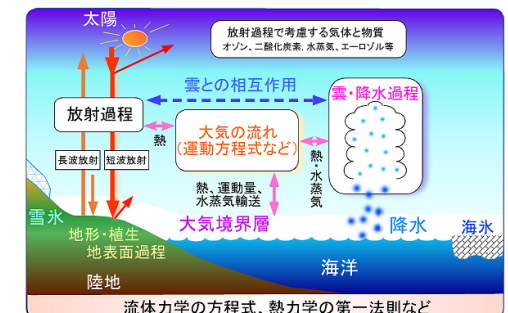 太陽
放射過程で考慮する気体と物質
オゾン、二酸化炭素、水蒸気、エーロゾル等
雲との相互作用
雲・降水過程
放射過程
熱
大気の流れ
(運動方程式など)
熱・水蒸気
長波放射
短波放射
熱、運動量、
水蒸気輸送
雪氷
大気境界層
降水
海氷
地形・植生
地表面過程
陸地
海洋
流体力学の方程式、熱力学の第一法則など